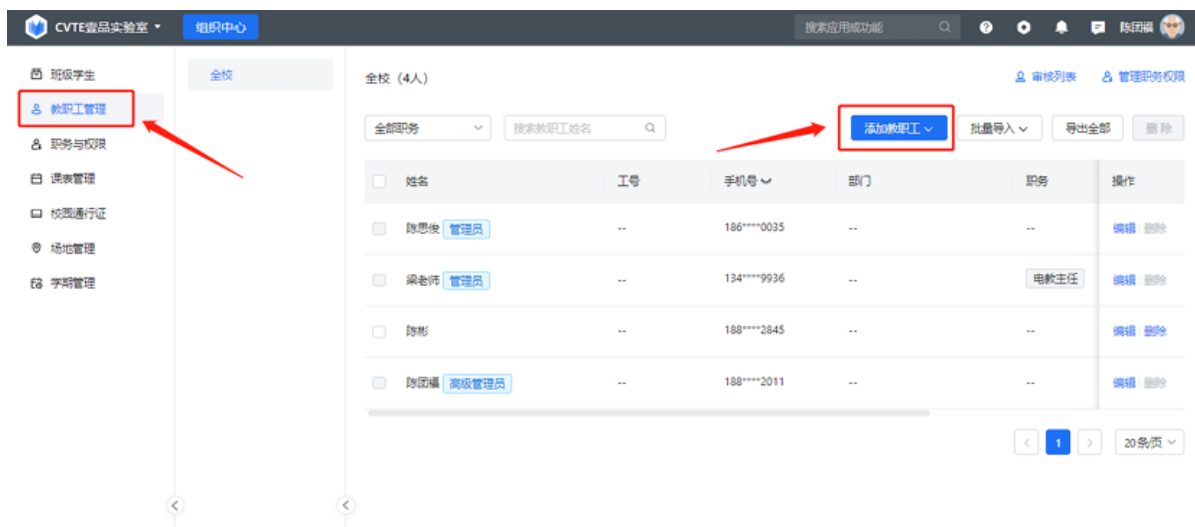 CVTE壹品实验室 组织中心 搜索应用或功能 陈团福
班级学生
教职工管理
职务与权限
课表管理
校园通行证
场地管理
学期管理
全校
全校（4人） 审核列表 管理职务权限
全部职务 搜索教职工姓名 添加教职工 批量导入 导出全部 删除
姓名 工号 手机号 部门 职务 操作
陈思俊 管理员 -- 186****0035 -- -- 编辑 删除
梁老师 管理员 -- 134****9936 -- 电教主任 编辑 删除
陈彬 -- 188****2845 -- -- 编辑 删除
陈团福 高级管理员 -- 188****2011 -- -- 编辑 删除
1 20条/页